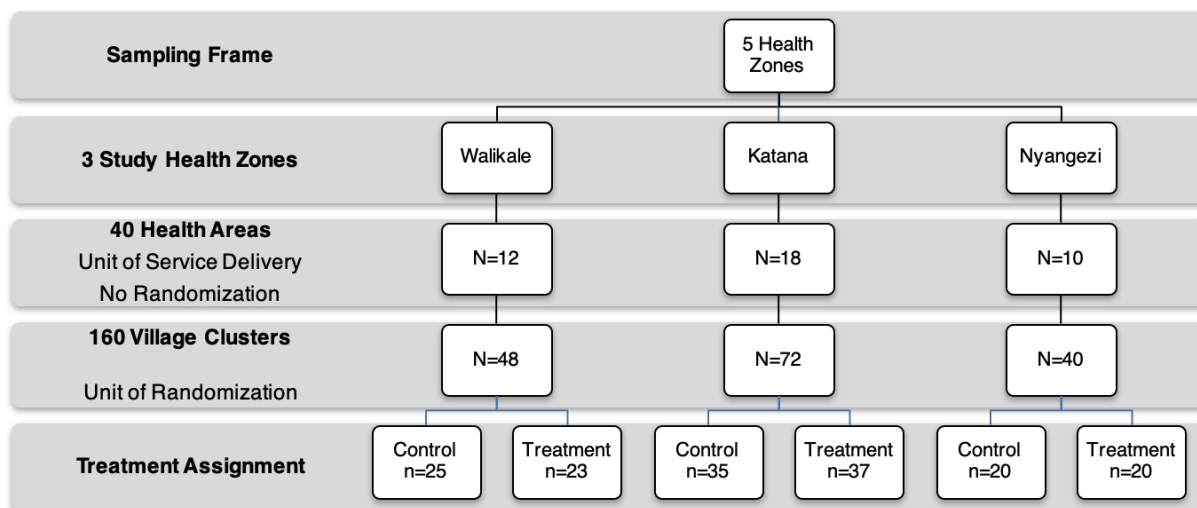 Sampling Frame
5 Health
Zones
3 Study Health Zones
Walikale
Katana
Nyangezi
40 Health Areas
Unit of Service Delivery
No Randomization
N=12
N=18
N=10
160 Village Clusters
Unit of Randomization
N=48
N=72
N=40
Treatment Assignment
Control
n=25
Treatment
n=23
Control
n=35
Treatment
n=37
Control
n=20
Treatment
n=20